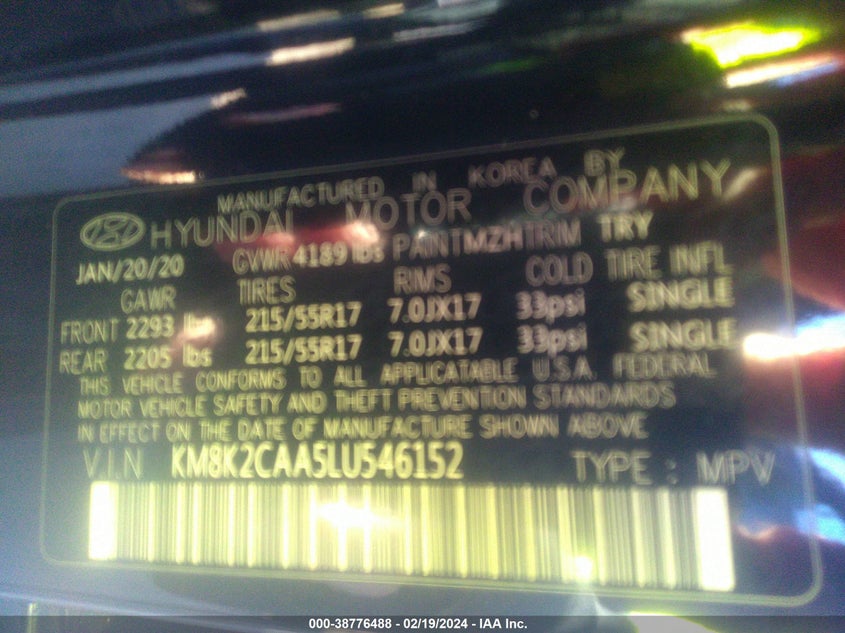 MANUFACTURED IN KOREA BY
HYUNDAI MOTOR COMPANY
JAN/20/20 GVWR 4189 lbs PAINT MZH TRIM TRY
GAWR TIRES RIMS COLD TIRE INFL
FRONT 2293 lbs 215/55R17 7.0JX17 33psi SINGLE
REAR 2205 lbs 215/55R17 7.0JX17 33psi SINGLE
THIS VEHICLE CONFORMS TO ALL APPLICATABLE U.S.A. FEDERAL
MOTOR VEHICLE SAFETY AND THEFT PREVENTION STANDARDS
IN EFFECT ON THE DATE OF MANUFACTURE SHOWN ABOVE
V.I.N KM8K2CAA5LU546152 TYPE : MPV
000-38776488 - 02/19/2024 - IAA Inc.